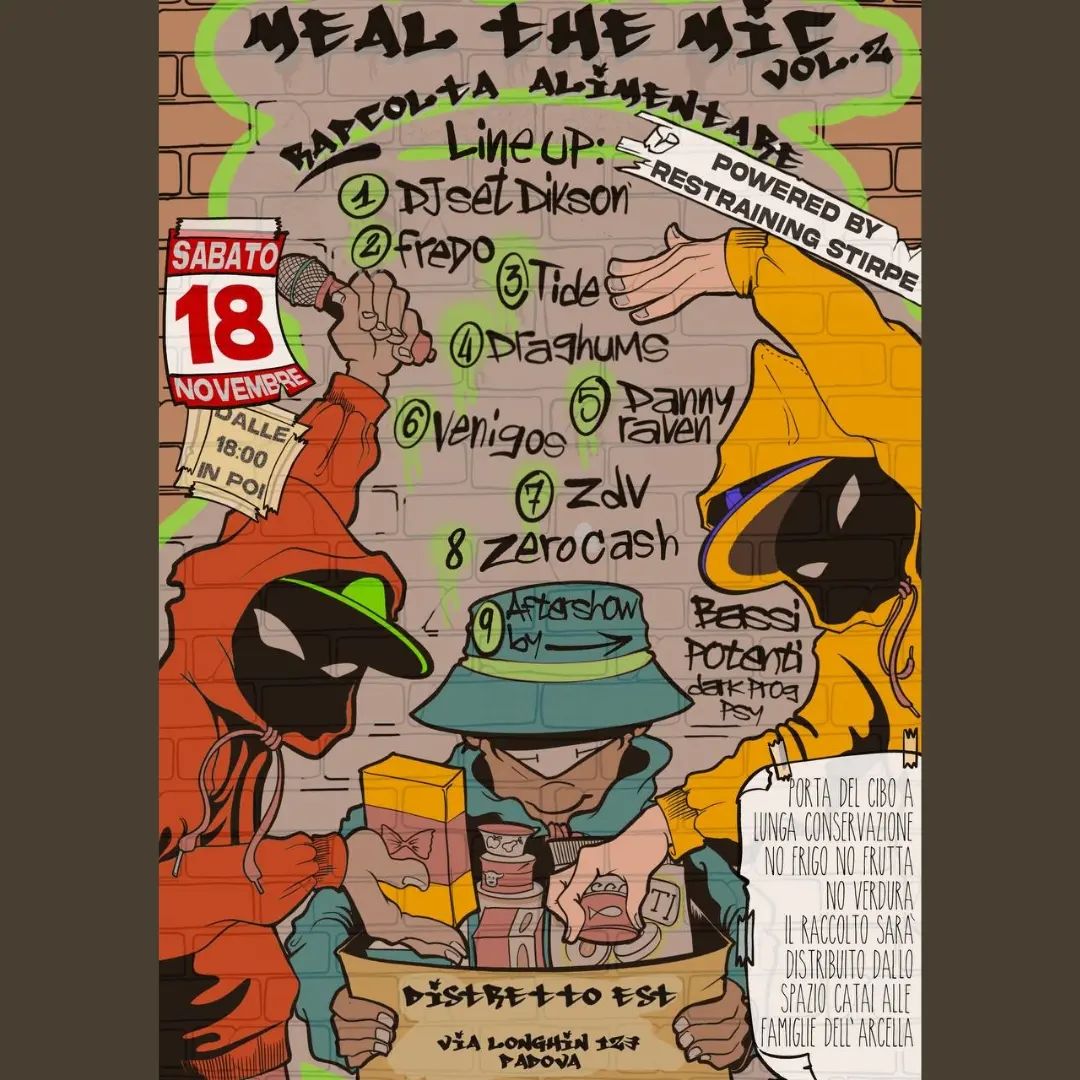 MEAL THE MIC
VOL. 2
RAPCOLTA ALIMENTARE
POWERED BY
RESTRAINING STIRPE
Line UP:
1 DJset Dikson
2 fredo
3 Tide
4 Draghums
5 Danny
raven
6 Venigos
7 zdv
8 zerocash
9 Aftershow
by
Bassi
Potenti
dark Prog
PSY
SABATO
18
NOVEMBRE
DALLE
18:00
IN POI
PORTA DEL CIBO A
LUNGA CONSERVAZIONE
NO FRIGO NO FRUTTA
NO VERDURA
IL RACCOLTO SARÀ
DISTRIBUITO DALLO
SPAZIO CATAI ALLE
FAMIGLIE DELL'ARCELLA
DISTRETTO EST
VIA LONGHIN 123
PADOVA